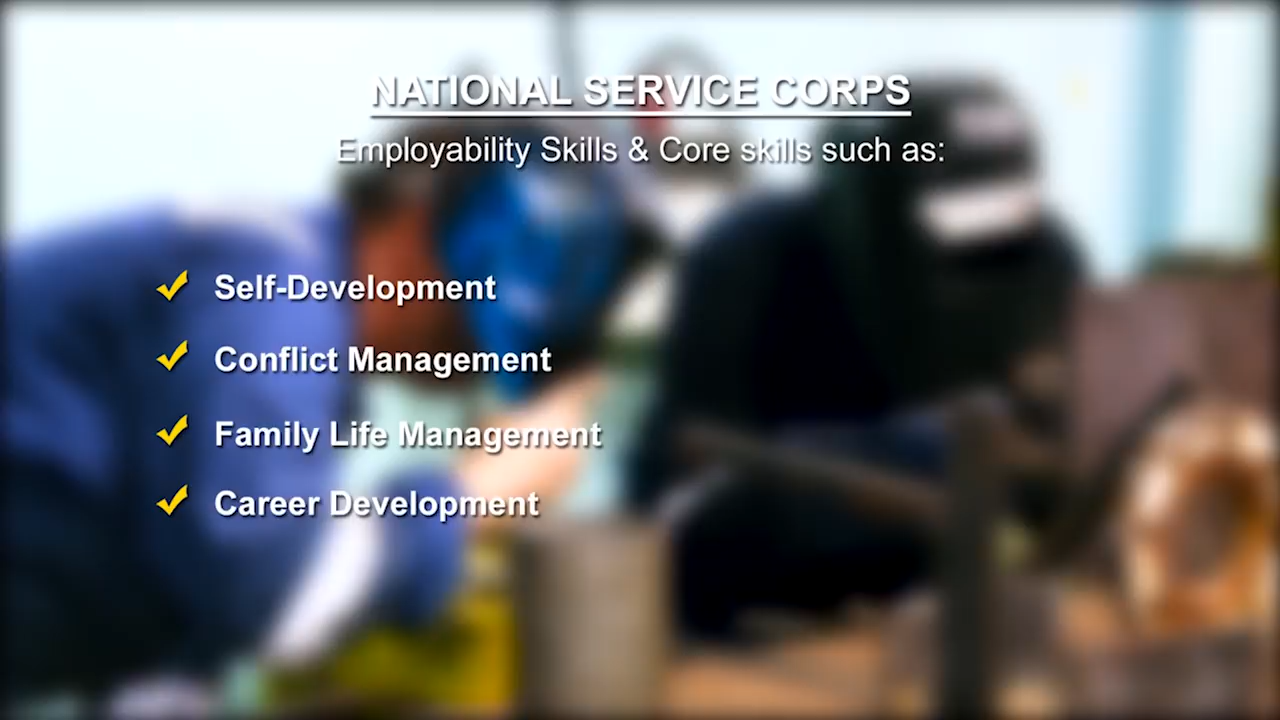 NATIONAL SERVICE CORPS
Employability Skills & Core skills such as:
Self-Development
Conflict Management
Family Life Management
Career Development